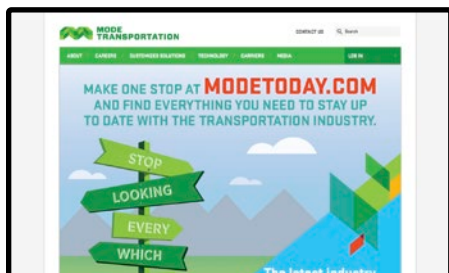 MODE
TRANSPORTATION
CONTACT US
Search
ABOUT
CAREERS
CUSTOMIZED SOLUTIONS
TECHNOLOGY
CARRIERS
MEDIA
LOG IN
MAKE ONE STOP AT MODETODAY.COM
AND FIND EVERYTHING YOU NEED TO STAY UP
TO DATE WITH THE TRANSPORTATION INDUSTRY.
STOP
LOOKING
EVERY
WHICH
The latest industry